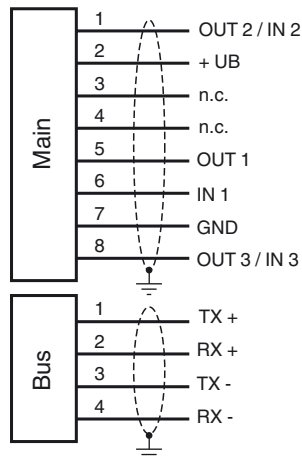 Main
1 OUT 2 / IN 2
2 + UB
3 n.c.
4 n.c.
5 OUT 1
6 IN 1
7 GND
8 OUT 3 / IN 3
Bus
1 TX +
2 RX +
3 TX -
4 RX -